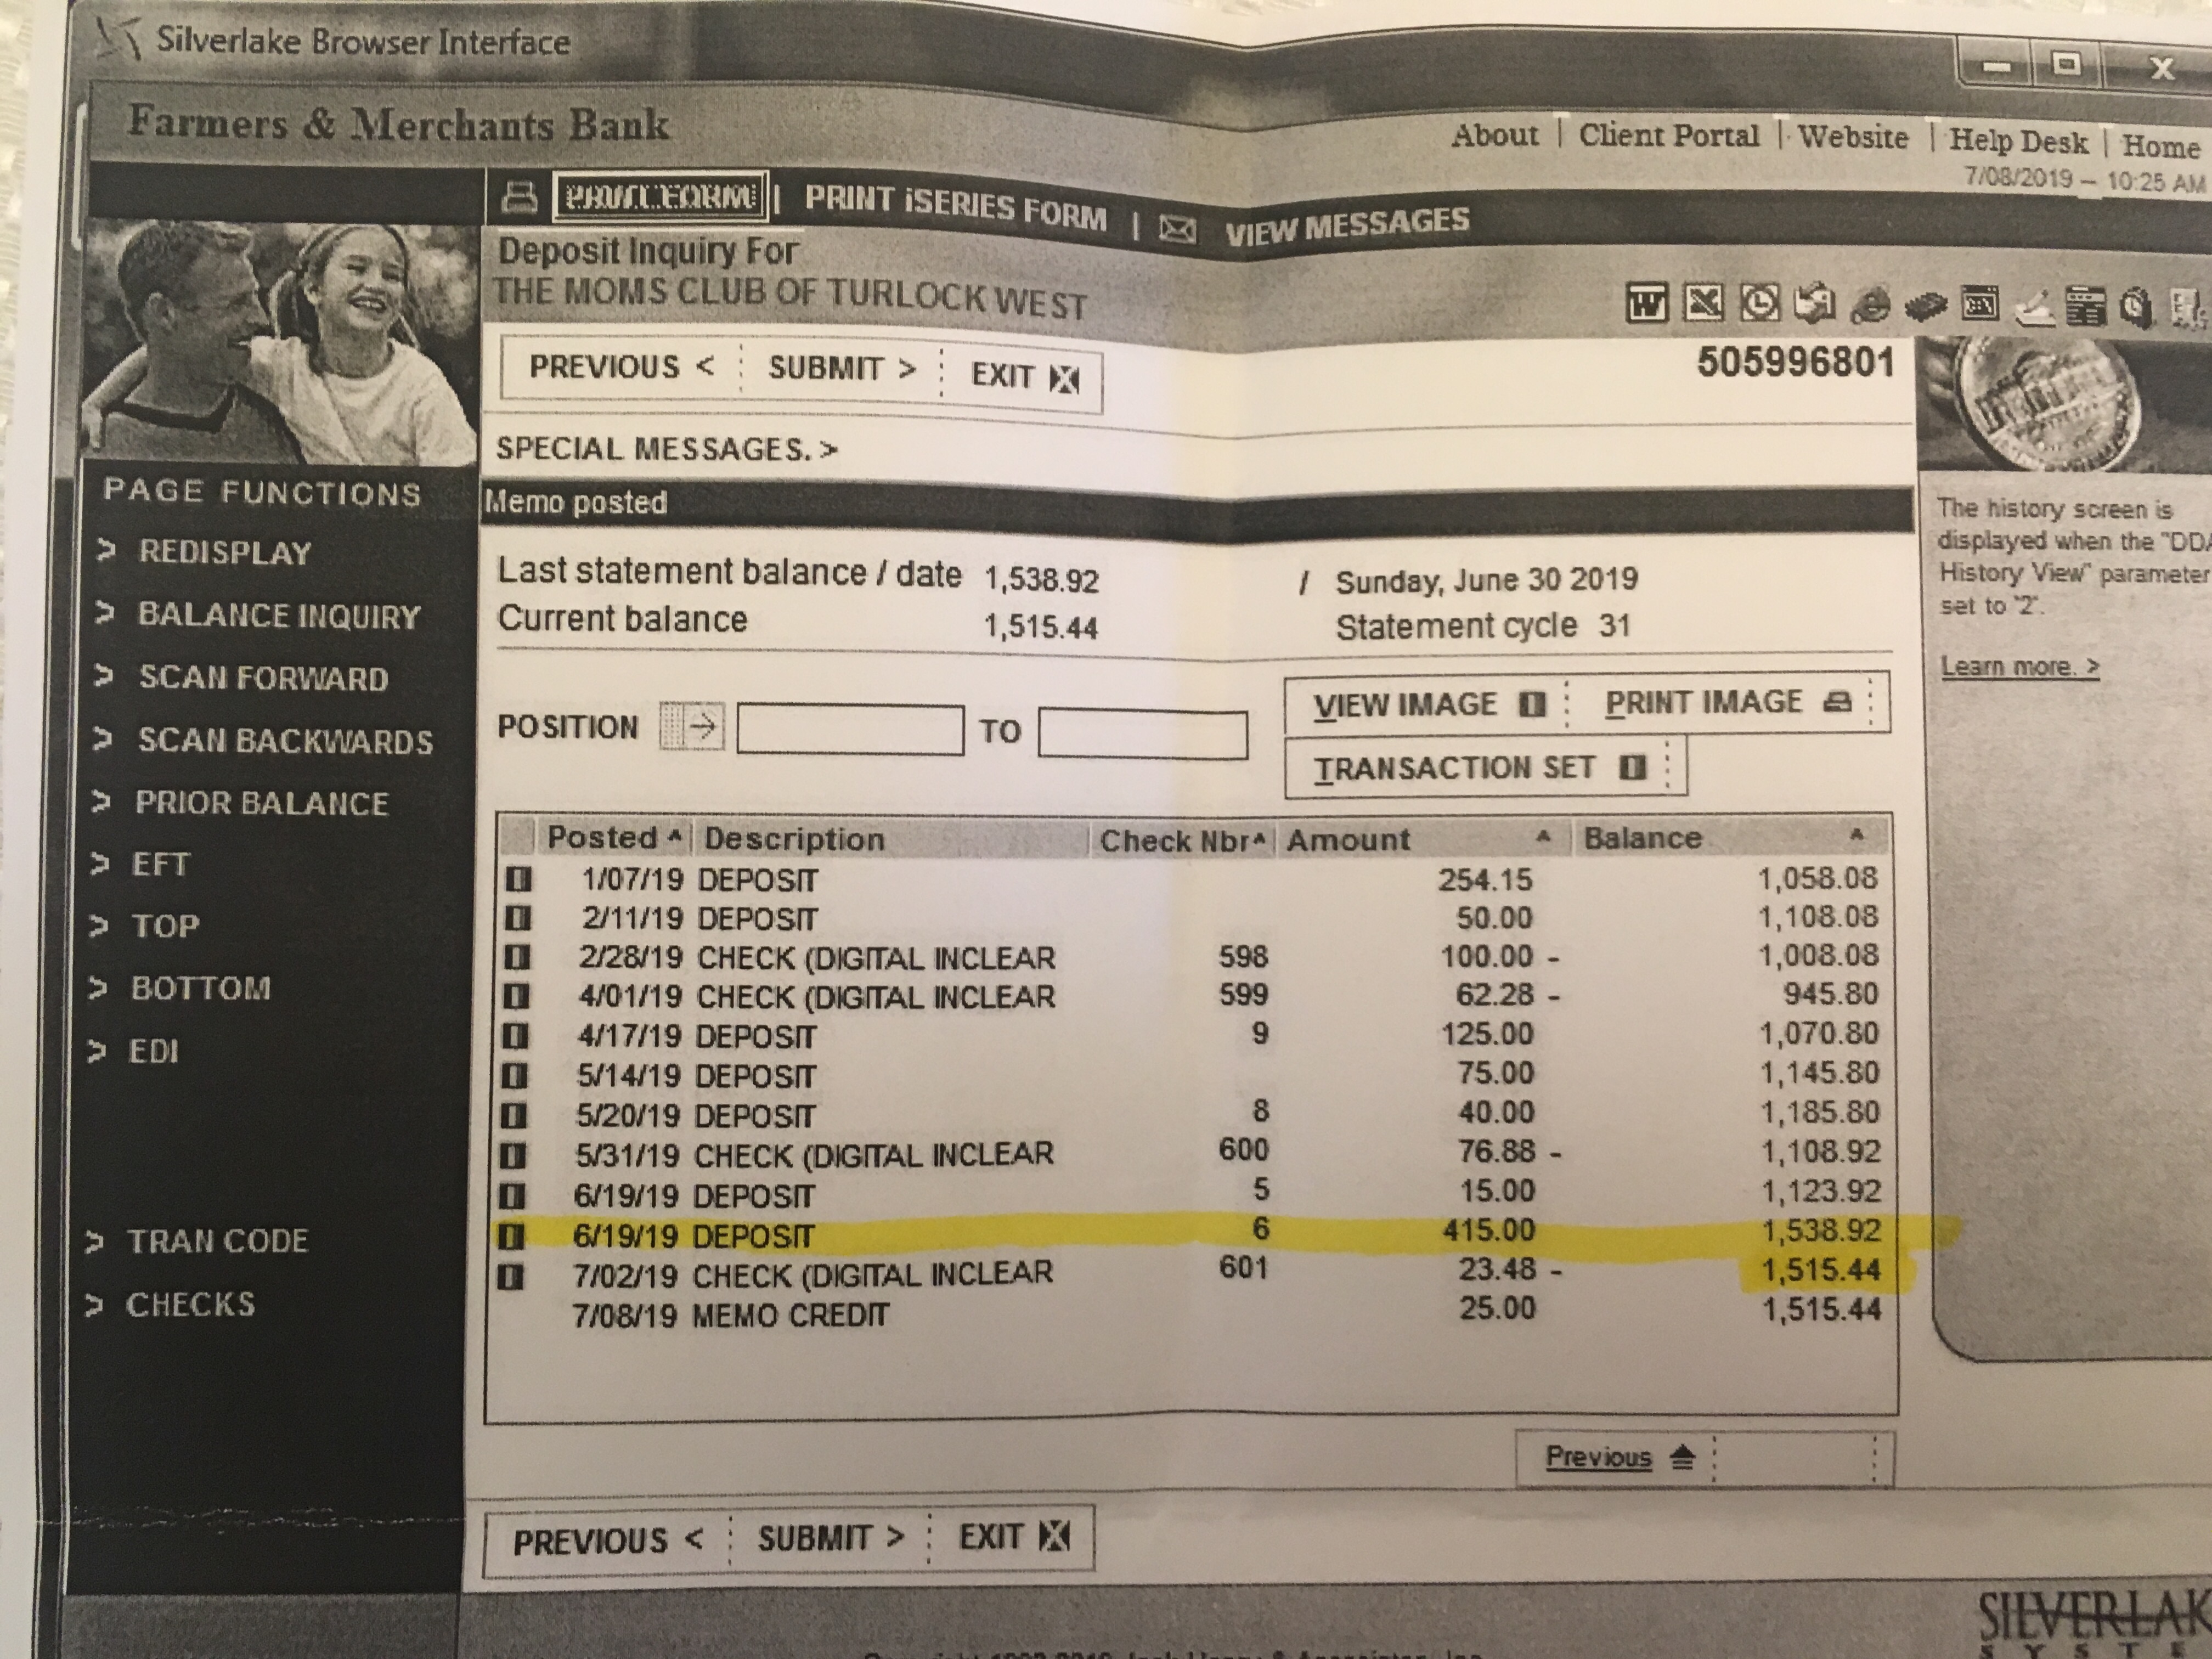 Silverlake Browser Interface
Farmers & Merchants Bank
About | Client Portal | Website | Help Desk | Home
7/08/2019 – 10:25 AM
PRINT FORM | PRINT iSERIES FORM | VIEW MESSAGES
Deposit Inquiry For
THE MOMS CLUB OF TURLOCK WEST
PREVIOUS < SUBMIT > EXIT
505996801
SPECIAL MESSAGES. >
Memo posted
Last statement balance / date 1,538.92 / Sunday, June 30 2019
Current balance 1,515.44 Statement cycle 31
POSITION TO
VIEW IMAGE PRINT IMAGE
TRANSACTION SET
Posted Description Check Nbr Amount Balance
1/07/19 DEPOSIT 254.15 1,058.08
2/11/19 DEPOSIT 50.00 1,108.08
2/28/19 CHECK (DIGITAL INCLEAR 598 100.00 - 1,008.08
4/01/19 CHECK (DIGITAL INCLEAR 599 62.28 - 945.80
4/17/19 DEPOSIT 9 125.00 1,070.80
5/14/19 DEPOSIT 75.00 1,145.80
5/20/19 DEPOSIT 8 40.00 1,185.80
5/31/19 CHECK (DIGITAL INCLEAR 600 76.88 - 1,108.92
6/19/19 DEPOSIT 5 15.00 1,123.92
6/19/19 DEPOSIT 6 415.00 1,538.92
7/02/19 CHECK (DIGITAL INCLEAR 601 23.48 - 1,515.44
7/08/19 MEMO CREDIT 25.00 1,515.44
Previous
PREVIOUS < SUBMIT > EXIT
PAGE FUNCTIONS
> REDISPLAY
> BALANCE INQUIRY
> SCAN FORWARD
> SCAN BACKWARDS
> PRIOR BALANCE
> EFT
> TOP
> BOTTOM
> EDI
> TRAN CODE
> CHECKS
The history screen is
displayed when the "DDA
History View" parameter
set to '2'.
Learn more. >
SILVERLAK
SYSTE